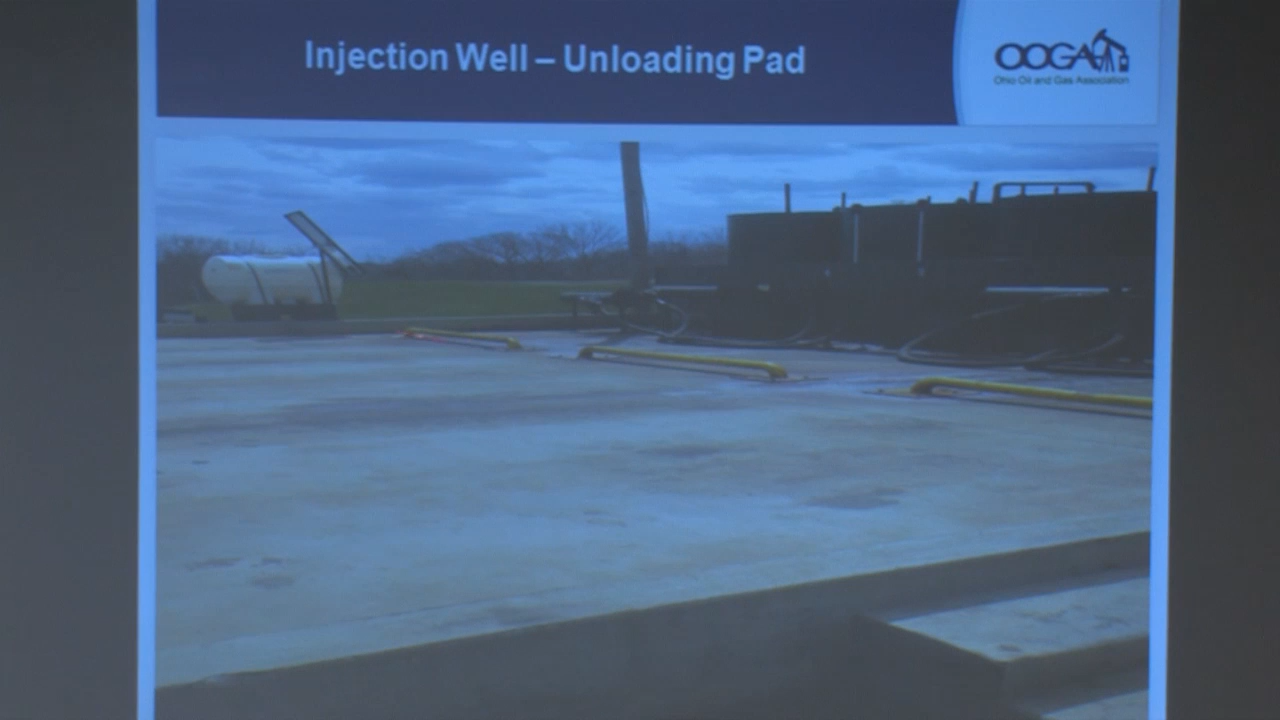 Injection Well – Unloading Pad
OOGA
Ohio Oil and Gas Association